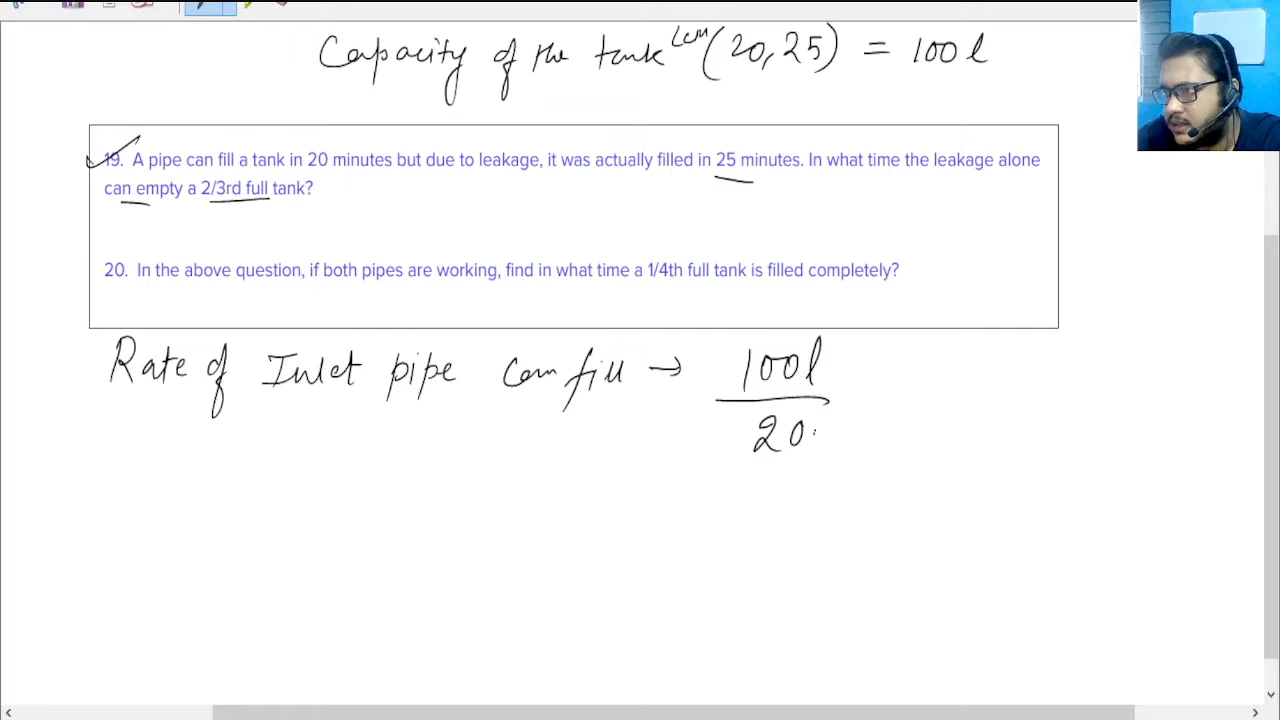 Capacity of the tank Lcm(20,25) = 100 l
19. A pipe can fill a tank in 20 minutes but due to leakage, it was actually filled in 25 minutes. In what time the leakage alone
can empty a 2/3rd full tank?
20. In the above question, if both pipes are working, find in what time a 1/4th full tank is filled completely?
Rate of Inlet pipe can fill → 100l
20